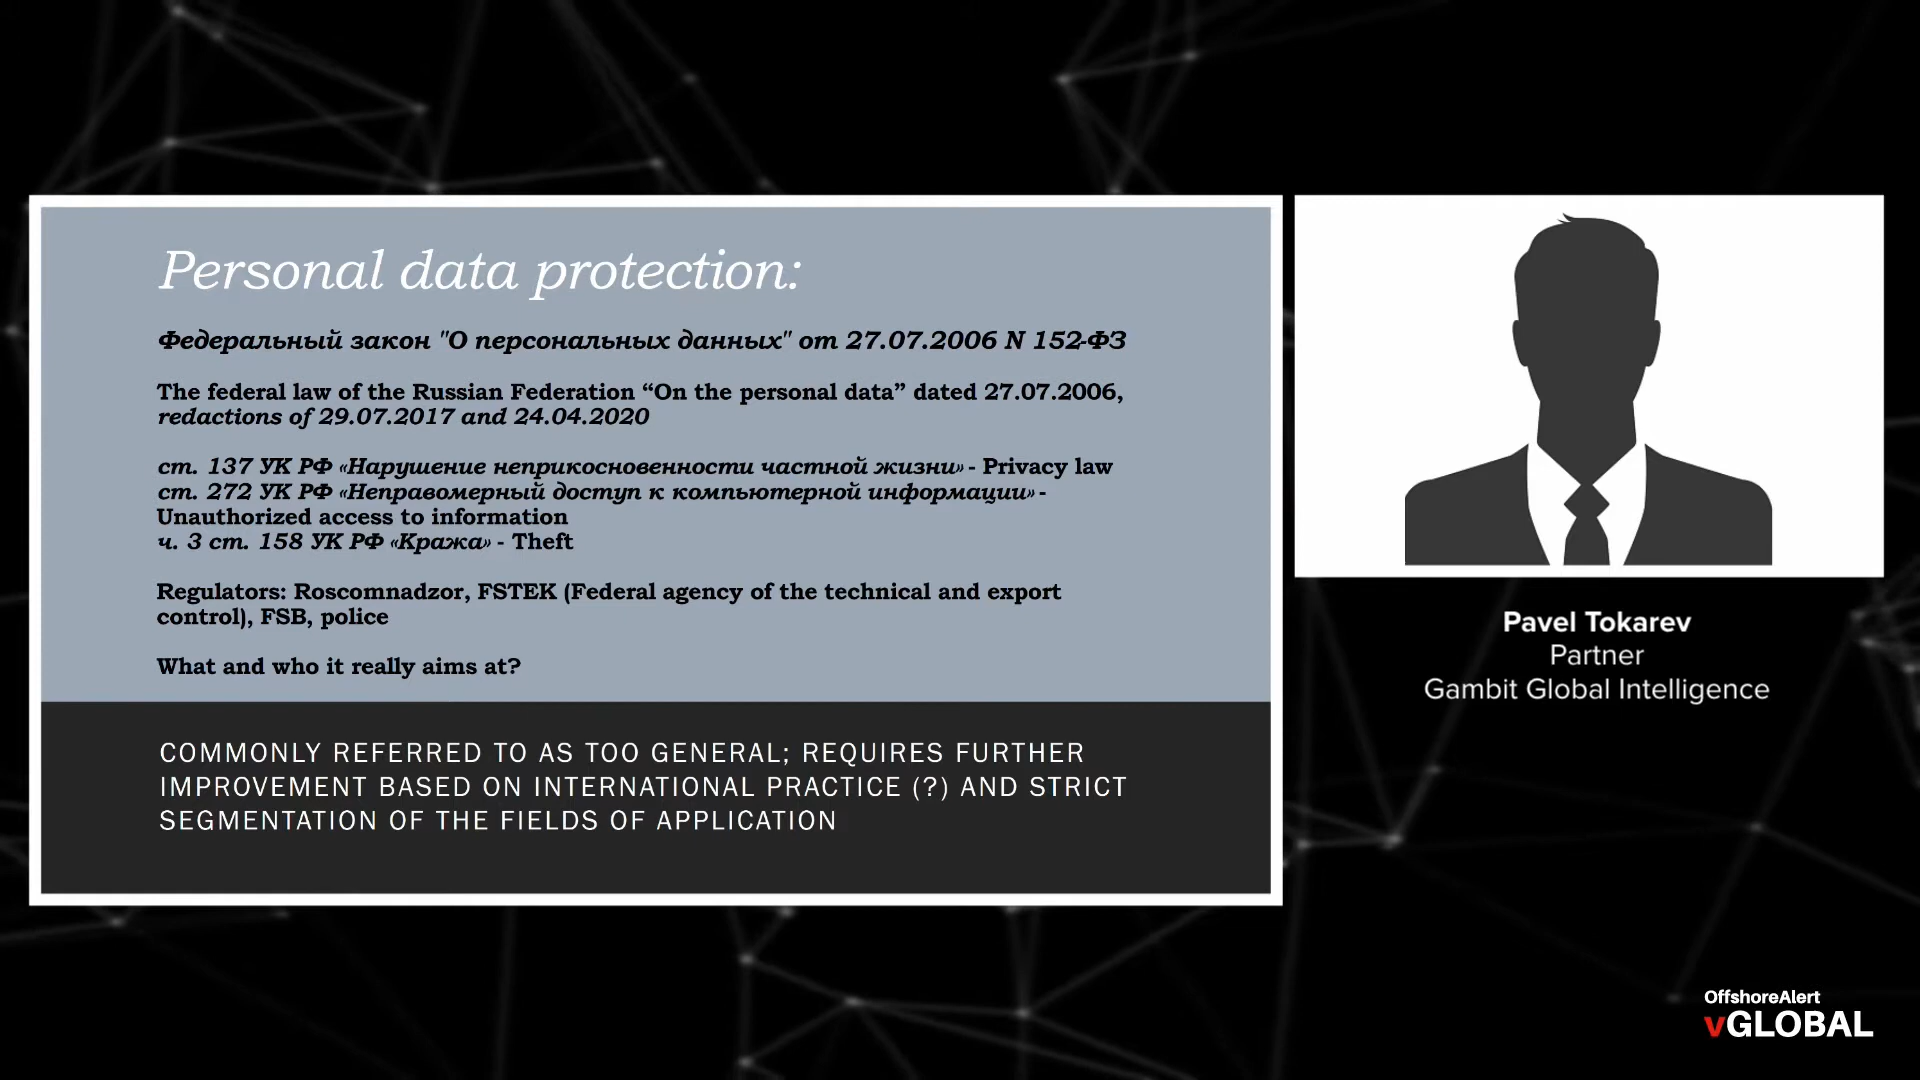 Personal data protection:
Федеральный закон "О персональных данных" от 27.07.2006 N 152-ФЗ
The federal law of the Russian Federation “On the personal data” dated 27.07.2006,
redactions of 29.07.2017 and 24.04.2020
ст. 137 УК РФ «Нарушение неприкосновенности частной жизни» - Privacy law
ст. 272 УК РФ «Неправомерный доступ к компьютерной информации» -
Unauthorized access to information
ч. 3 ст. 158 УК РФ «Кража» - Theft
Regulators: Roscomnadzor, FSTEK (Federal agency of the technical and export
control), FSB, police
What and who it really aims at?
COMMONLY REFERRED TO AS TOO GENERAL; REQUIRES FURTHER
IMPROVEMENT BASED ON INTERNATIONAL PRACTICE (?) AND STRICT
SEGMENTATION OF THE FIELDS OF APPLICATION
Pavel Tokarev
Partner
Gambit Global Intelligence
OffshoreAlert
vGLOBAL